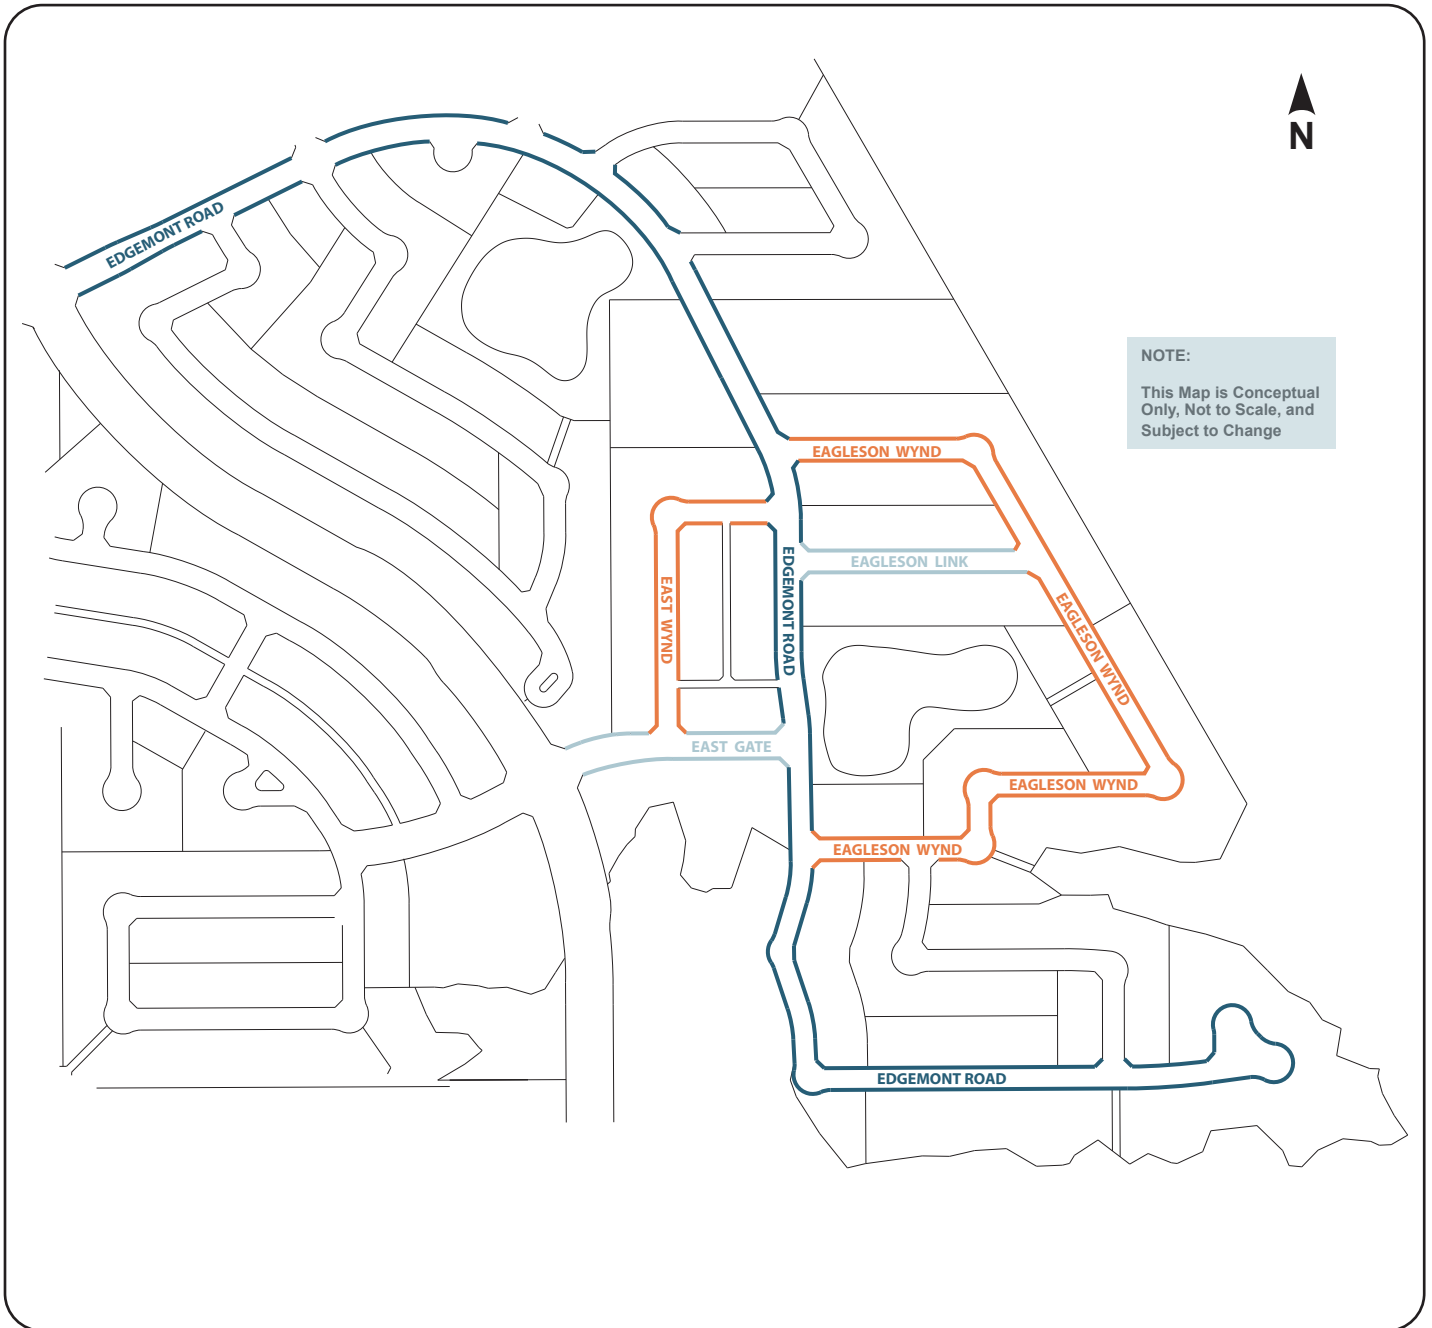 N
EDGEMONT ROAD
NOTE:
This Map is Conceptual
Only, Not to Scale, and
Subject to Change
EAGLESON WYND
EAGLESON LINK
EDGEMONT ROAD
EAST WYND
EAGLESON WYND
EAST GATE
EAGLESON WYND
EAGLESON WYND
EDGEMONT ROAD